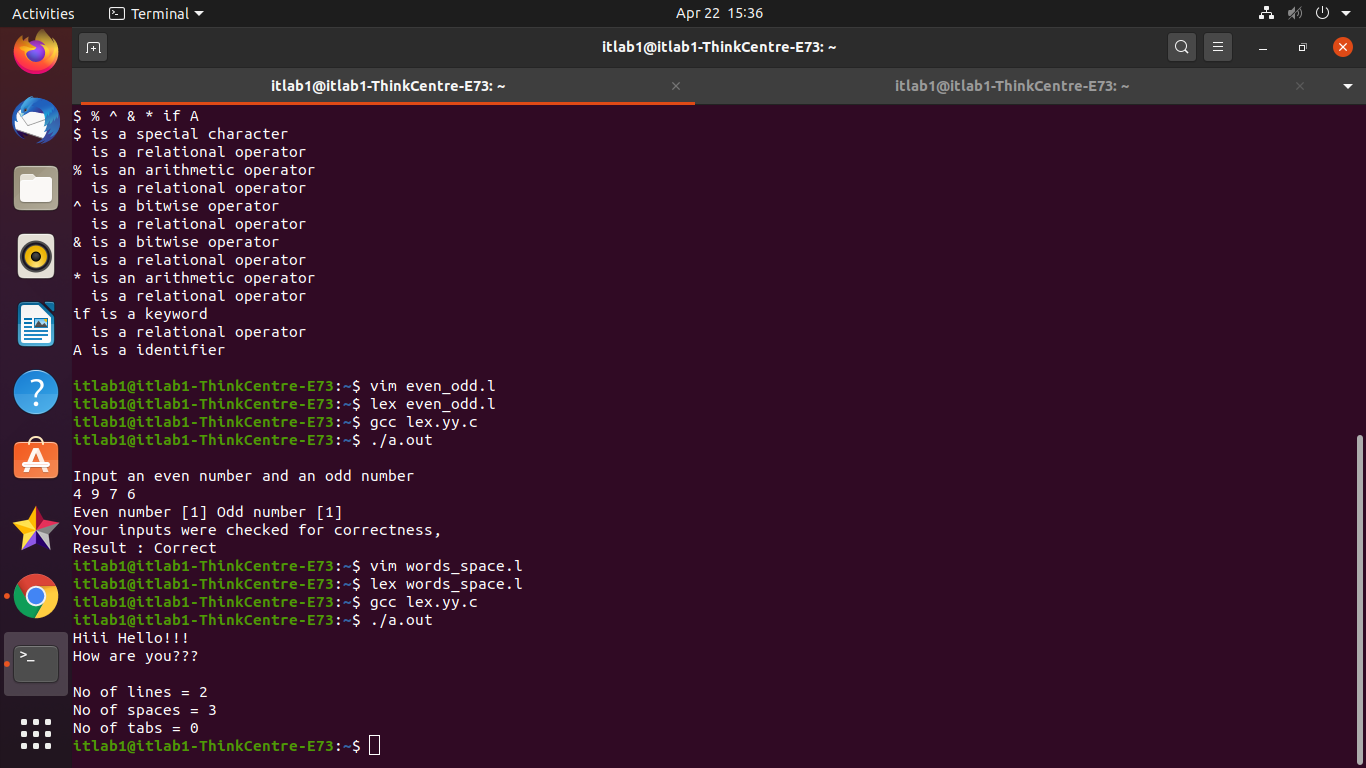 Activities Terminal Apr 22 15:36
itlab1@itlab1-ThinkCentre-E73: ~
itlab1@itlab1-ThinkCentre-E73: ~ itlab1@itlab1-ThinkCentre-E73: ~
$ % ^ & * if A
$ is a special character
  is a relational operator
% is an arithmetic operator
  is a relational operator
^ is a bitwise operator
  is a relational operator
& is a bitwise operator
  is a relational operator
* is an arithmetic operator
  is a relational operator
if is a keyword
  is a relational operator
A is a identifier
itlab1@itlab1-ThinkCentre-E73:~$ vim even_odd.l
itlab1@itlab1-ThinkCentre-E73:~$ lex even_odd.l
itlab1@itlab1-ThinkCentre-E73:~$ gcc lex.yy.c
itlab1@itlab1-ThinkCentre-E73:~$ ./a.out
Input an even number and an odd number
4 9 7 6
Even number [1] Odd number [1]
Your inputs were checked for correctness,
Result : Correct
itlab1@itlab1-ThinkCentre-E73:~$ vim words_space.l
itlab1@itlab1-ThinkCentre-E73:~$ lex words_space.l
itlab1@itlab1-ThinkCentre-E73:~$ gcc lex.yy.c
itlab1@itlab1-ThinkCentre-E73:~$ ./a.out
Hiii Hello!!!
How are you???
No of lines = 2
No of spaces = 3
No of tabs = 0
itlab1@itlab1-ThinkCentre-E73:~$